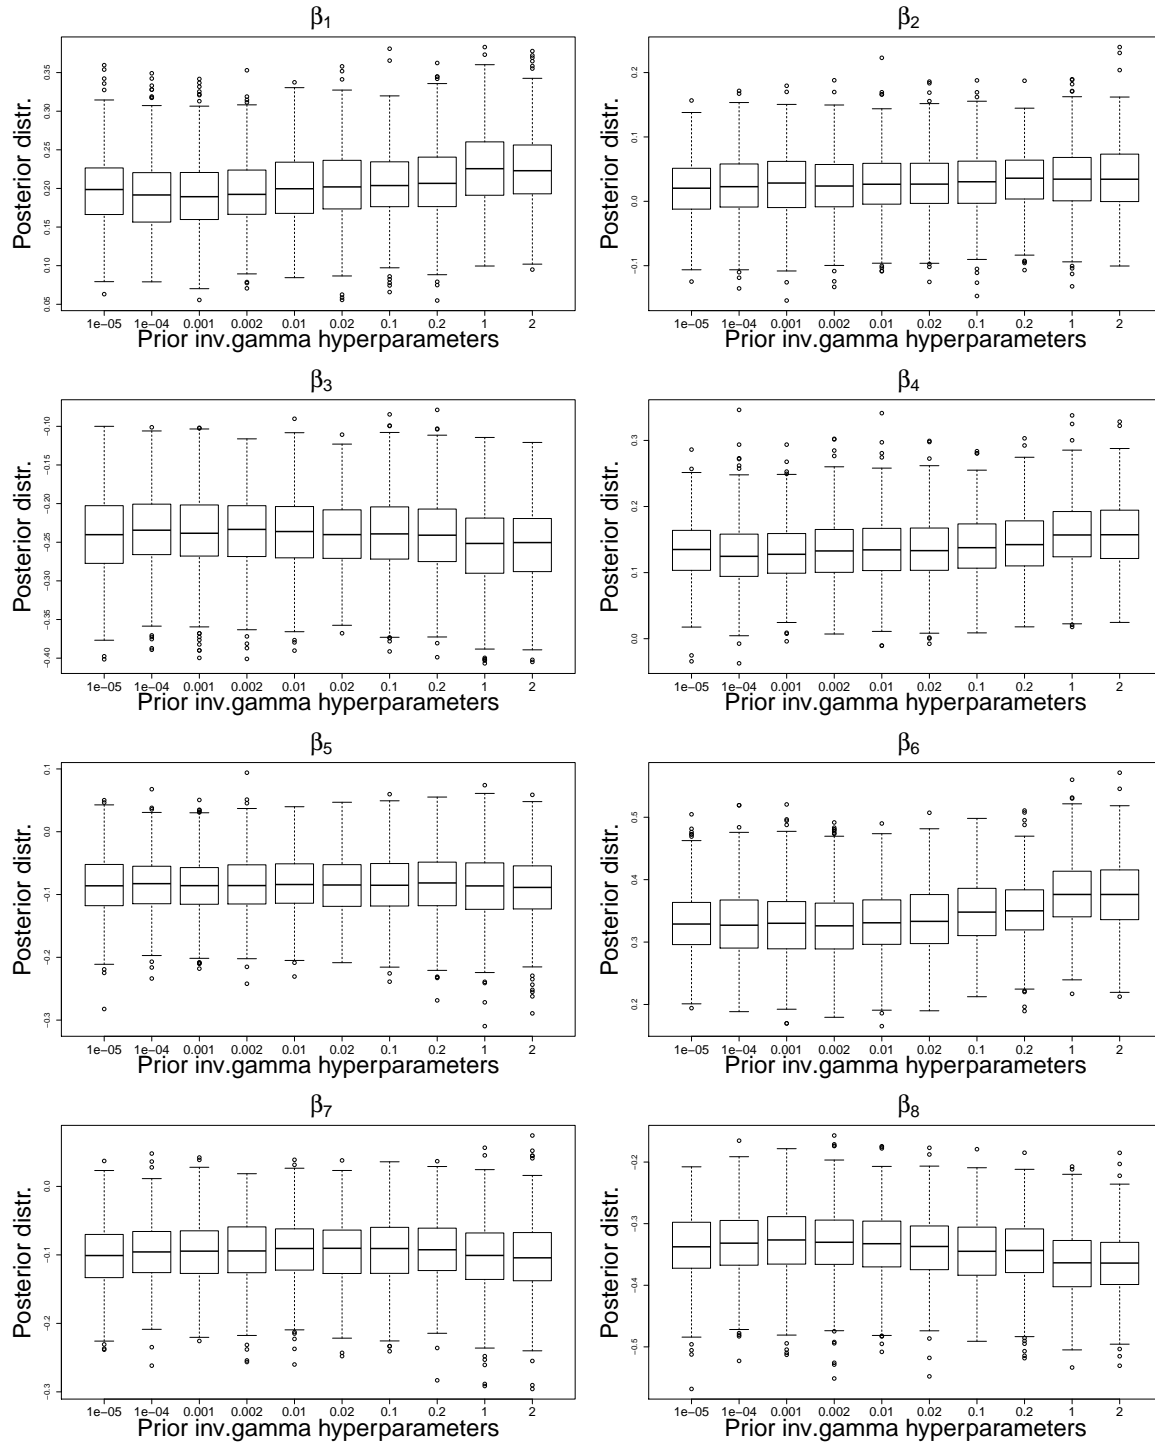 β1
Posterior distr.
0.05 0.10 0.15 0.20 0.25 0.30 0.35
1e−05 1e−04 0.001 0.002 0.01 0.02 0.1 0.2 1 2
Prior inv.gamma hyperparameters
β2
Posterior distr.
−0.1 0.0 0.1 0.2
1e−05 1e−04 0.001 0.002 0.01 0.02 0.1 0.2 1 2
Prior inv.gamma hyperparameters
β3
Posterior distr.
−0.40 −0.35 −0.30 −0.25 −0.20 −0.15 −0.10
1e−05 1e−04 0.001 0.002 0.01 0.02 0.1 0.2 1 2
Prior inv.gamma hyperparameters
β4
Posterior distr.
0.0 0.1 0.2 0.3
1e−05 1e−04 0.001 0.002 0.01 0.02 0.1 0.2 1 2
Prior inv.gamma hyperparameters
β5
Posterior distr.
−0.3 −0.2 −0.1 0.0 0.1
1e−05 1e−04 0.001 0.002 0.01 0.02 0.1 0.2 1 2
Prior inv.gamma hyperparameters
β6
Posterior distr.
0.2 0.3 0.4 0.5
1e−05 1e−04 0.001 0.002 0.01 0.02 0.1 0.2 1 2
Prior inv.gamma hyperparameters
β7
Posterior distr.
−0.3 −0.2 −0.1 0.0
1e−05 1e−04 0.001 0.002 0.01 0.02 0.1 0.2 1 2
Prior inv.gamma hyperparameters
β8
Posterior distr.
−0.5 −0.4 −0.3 −0.2
1e−05 1e−04 0.001 0.002 0.01 0.02 0.1 0.2 1 2
Prior inv.gamma hyperparameters